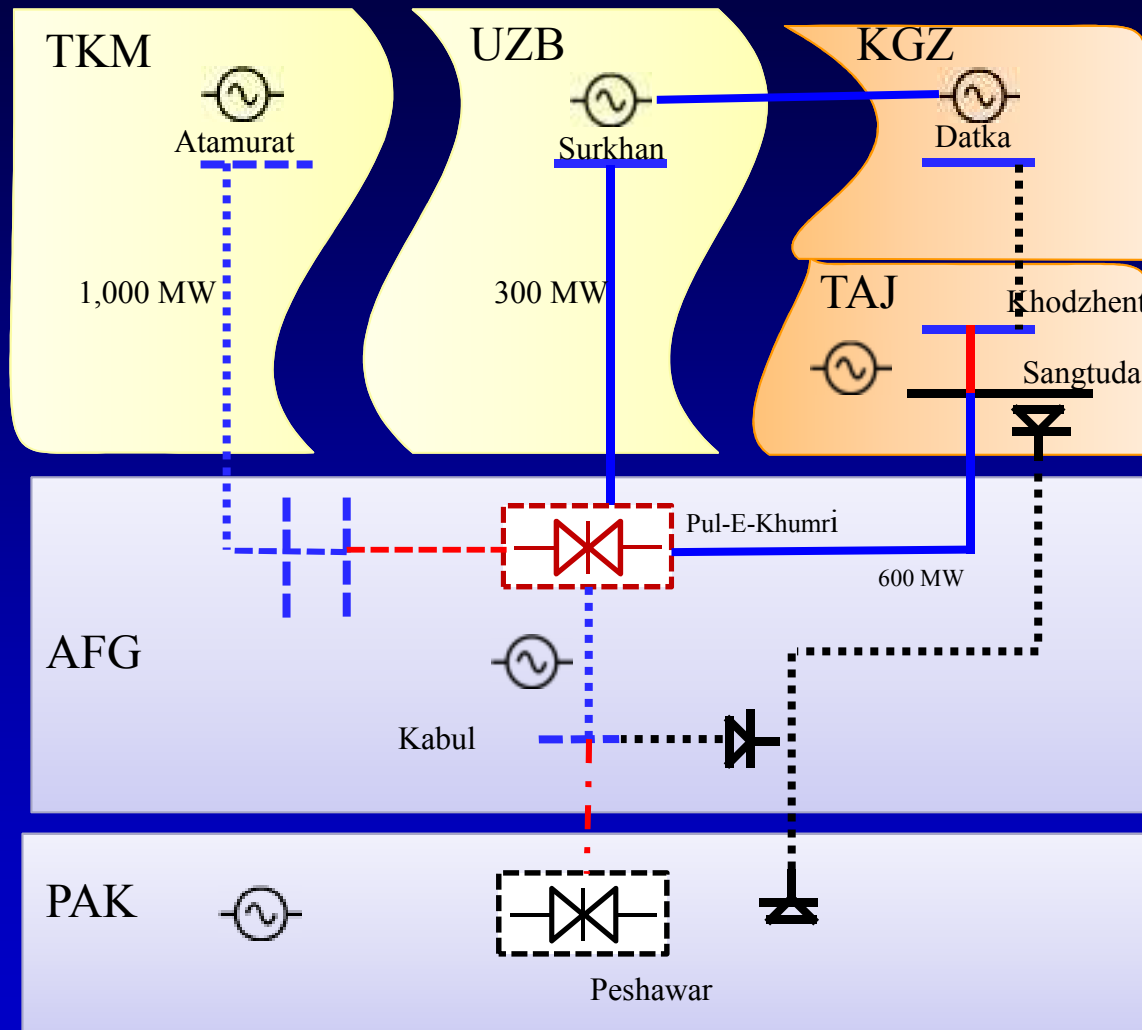 TKM
UZB
KGZ
Atamurat
Surkhan
Datka
1,000 MW
300 MW
TAJ
Khodzhent
Sangtuda
Pul-E-Khumri
600 MW
AFG
Kabul
PAK
Peshawar